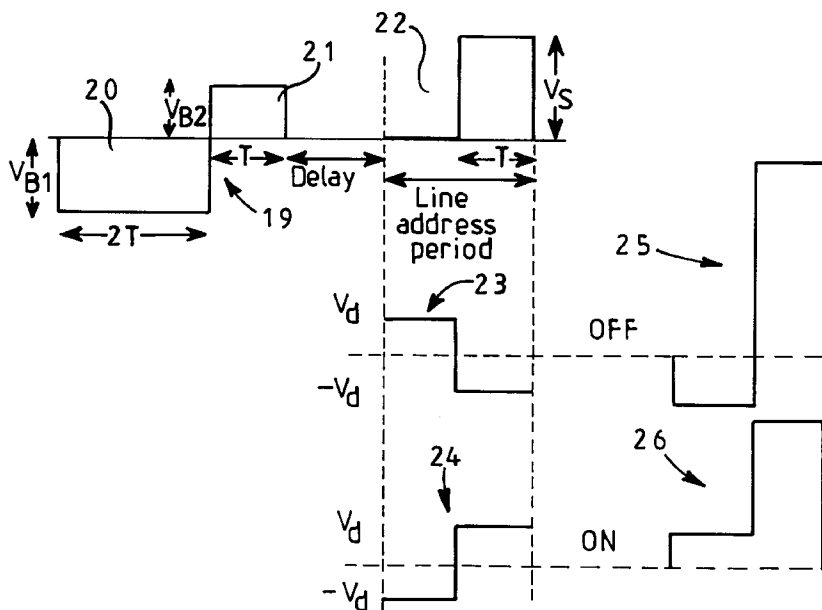 20
21
22
V_B2
V_S
V_B1
T
Delay
T
2T
19
Line
address
period
V_d
23
-V_d
OFF
25
24
V_d
-V_d
ON
26